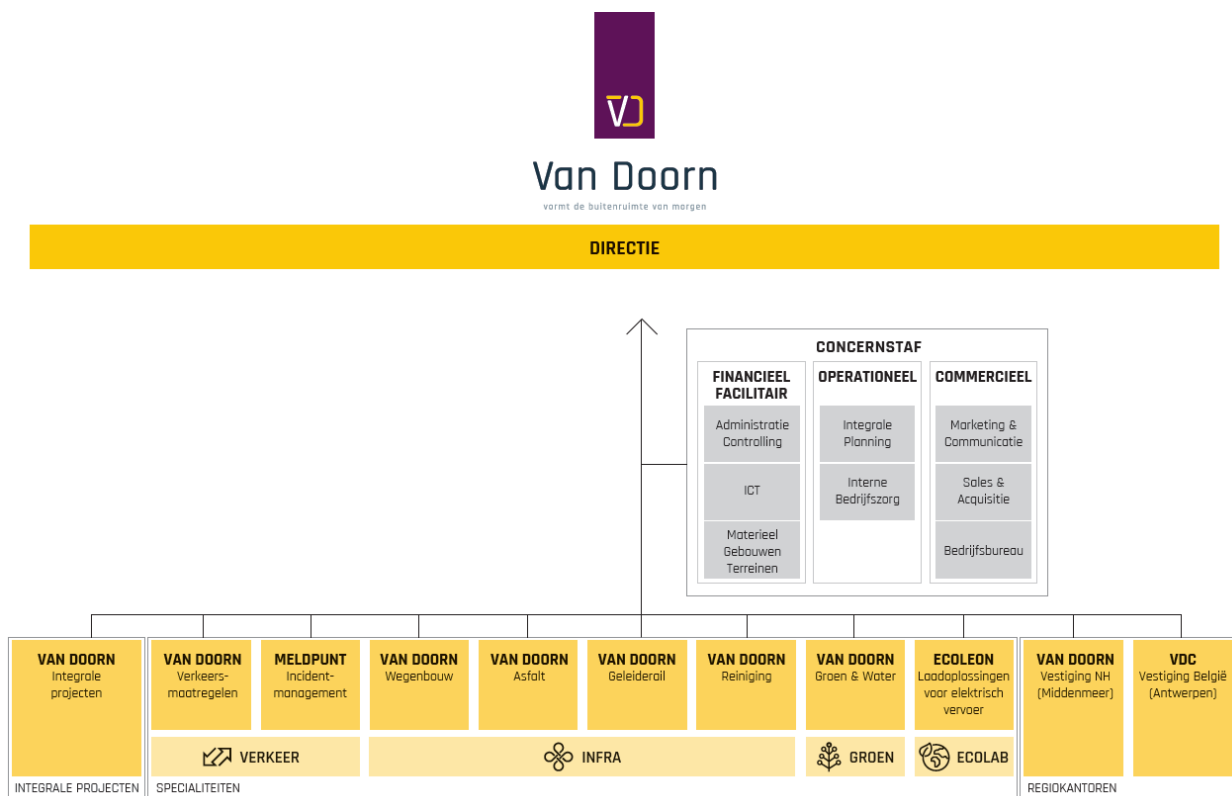 VD
Van Doorn
vormt de buitenruimte van morgen
DIRECTIE
CONCERNSTAF
FINANCIEEL
FACILITAIR
Administratie
Controlling
ICT
Materieel
Gebouwen
Terreinen
OPERATIONEEL
Integrale
Planning
Interne
Bedrijfszorg
COMMERCIEEL
Marketing &
Communicatie
Sales &
Acquisitie
Bedrijfsbureau
VAN DOORN
Integrale
projecten
VAN DOORN
Verkeers-
maatregelen
MELDPUNT
Incident-
management
VAN DOORN
Wegenbouw
VAN DOORN
Asfalt
VAN DOORN
Geleiderail
VAN DOORN
Reiniging
VAN DOORN
Groen & Water
ECOLEON
Laadoplossingen
voor elektrisch
vervoer
VAN DOORN
Vestiging NH
(Middenmeer)
VDC
Vestiging België
(Antwerpen)
VERKEER
INFRA
GROEN
ECOLAB
INTEGRALE PROJECTEN
SPECIALITEITEN
REGIOKANTOREN